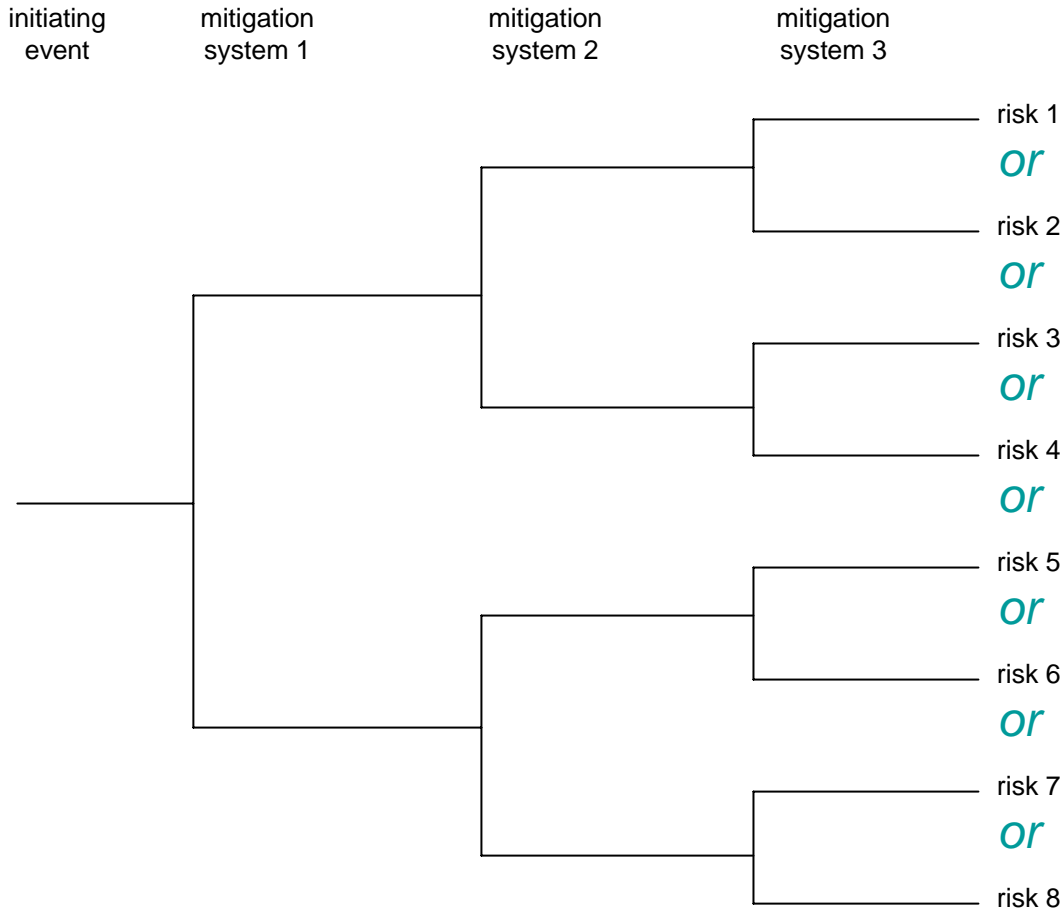 initiating
event
mitigation
system 1
mitigation
system 2
mitigation
system 3
risk 1
or
risk 2
or
risk 3
or
risk 4
or
risk 5
or
risk 6
or
risk 7
or
risk 8